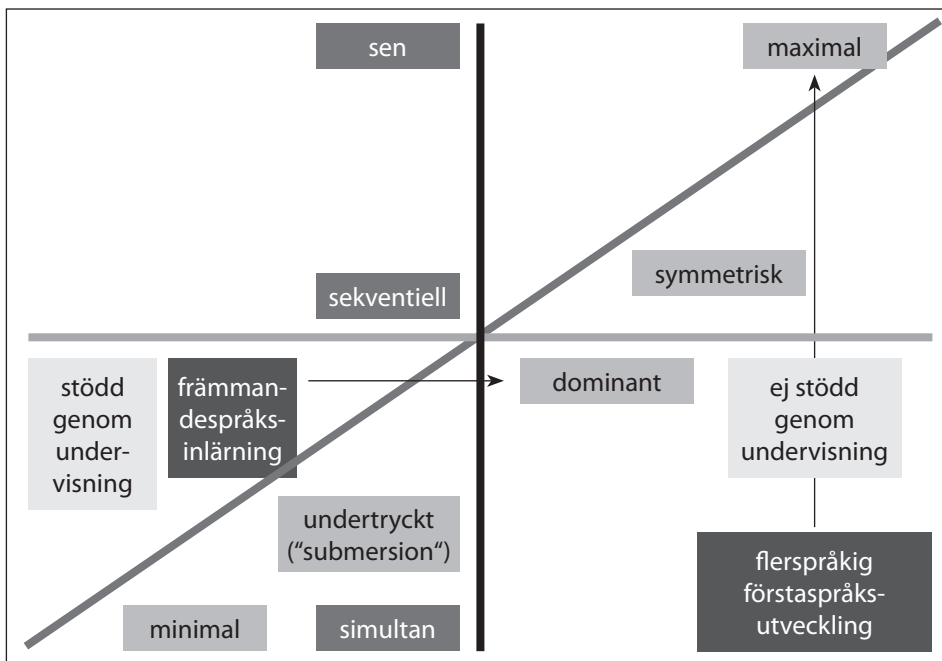 sen
maximal
symmetrisk
sekventiell
stödd
genom
under-
visning
främman-
despråks-
inlärning
dominant
ej stödd
genom
undervisning
undertryckt
(“submersion“)
flerspråkig
förstaspråks-
utveckling
minimal
simultan